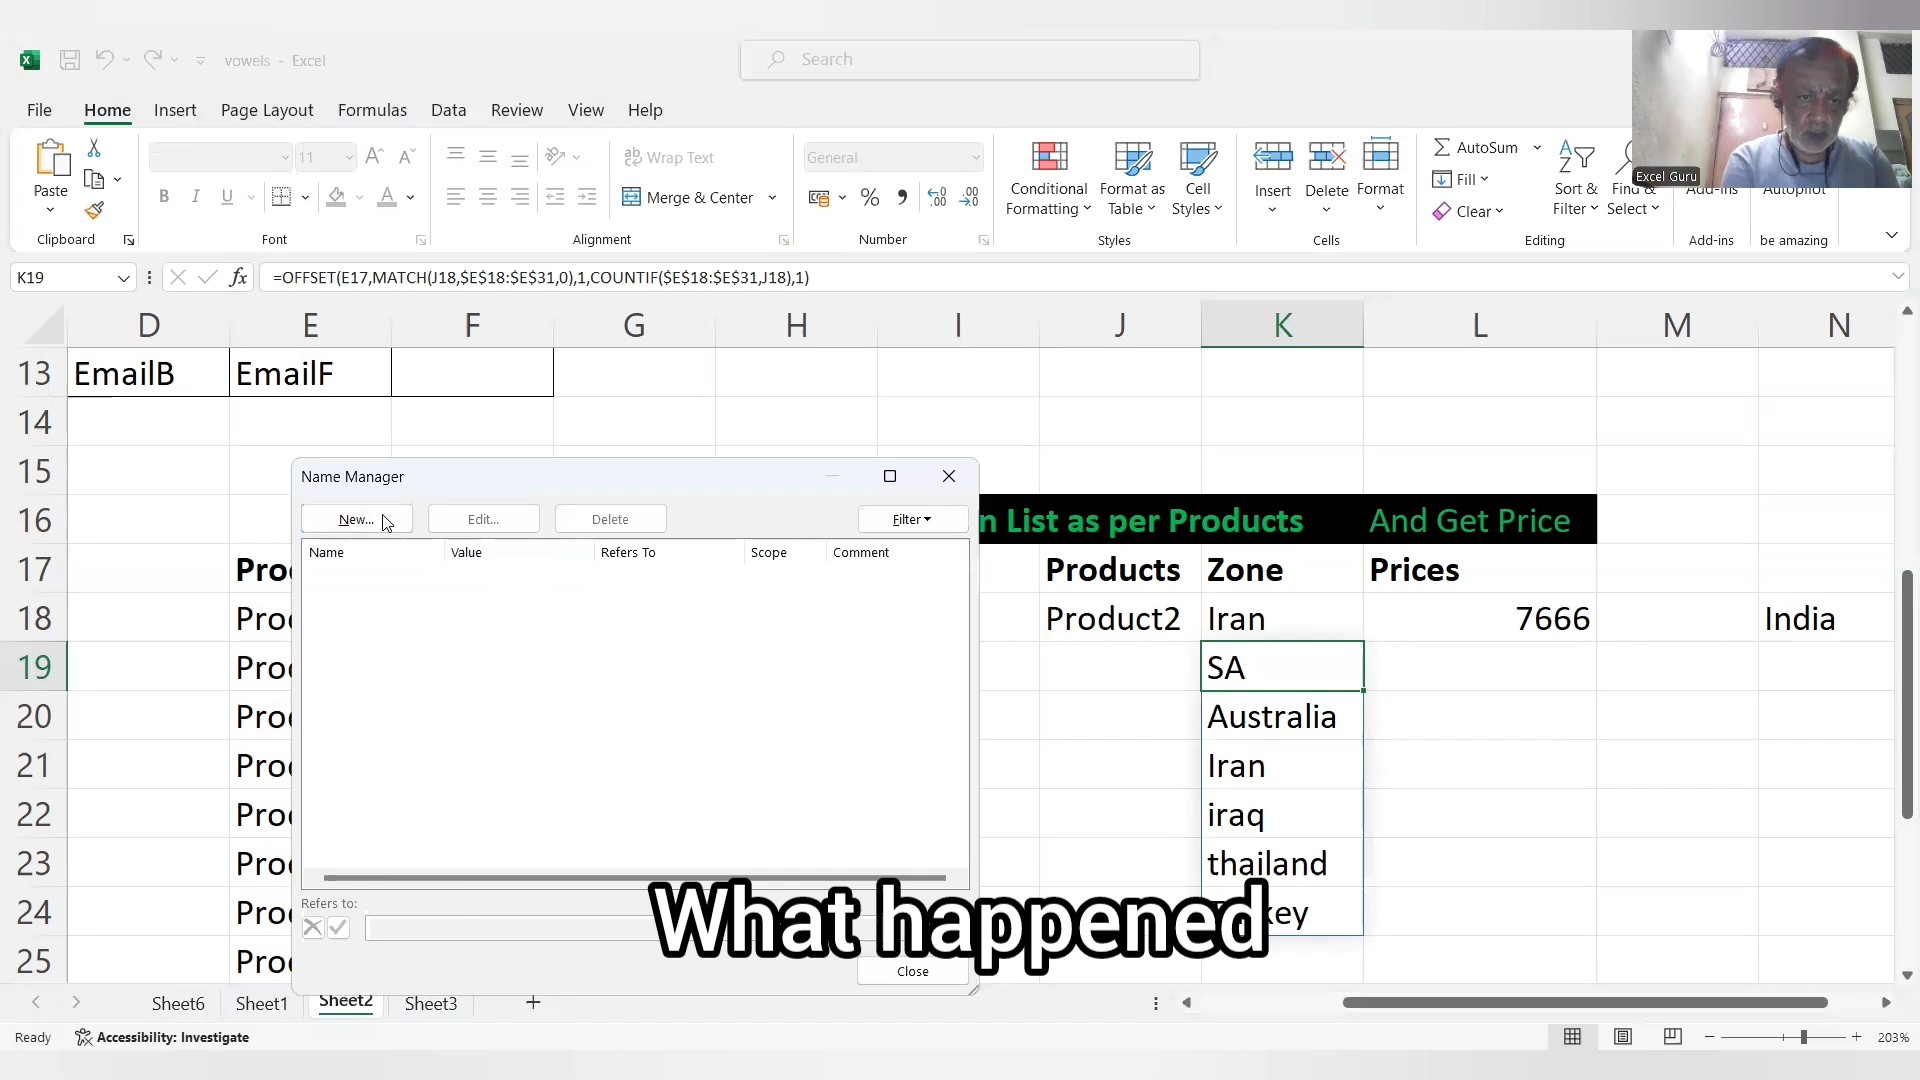 vowels - Excel
Search
File Home Insert Page Layout Formulas Data Review View Help
Paste
Clipboard
11
B I U
Font
Wrap Text
Merge & Center
Alignment
General
Number
Conditional Formatting
Format as Table
Cell Styles
Styles
Insert
Delete
Format
Cells
AutoSum
Fill
Clear
Sort & Filter
Find & Select
Editing
Add-ins
Add-ins
Autopilot
be amazing
Excel Guru
K19
fx
=OFFSET(E17,MATCH(J18,$E$18:$E$31,0),1,COUNTIF($E$18:$E$31,J18),1)
D E F G H I J K L M N
13 EmailB EmailF
14
15
16 n List as per Products And Get Price
17 Products Zone Prices
18 Product2 Iran 7666 India
19 SA
20 Australia
21 Iran
22 iraq
23 thailand
24 key
25
Name Manager
New... Edit... Delete Filter
Name Value Refers To Scope Comment
Refers to:
Close
What happened
Sheet6 Sheet1 Sheet2 Sheet3
Ready
Accessibility: Investigate
203%